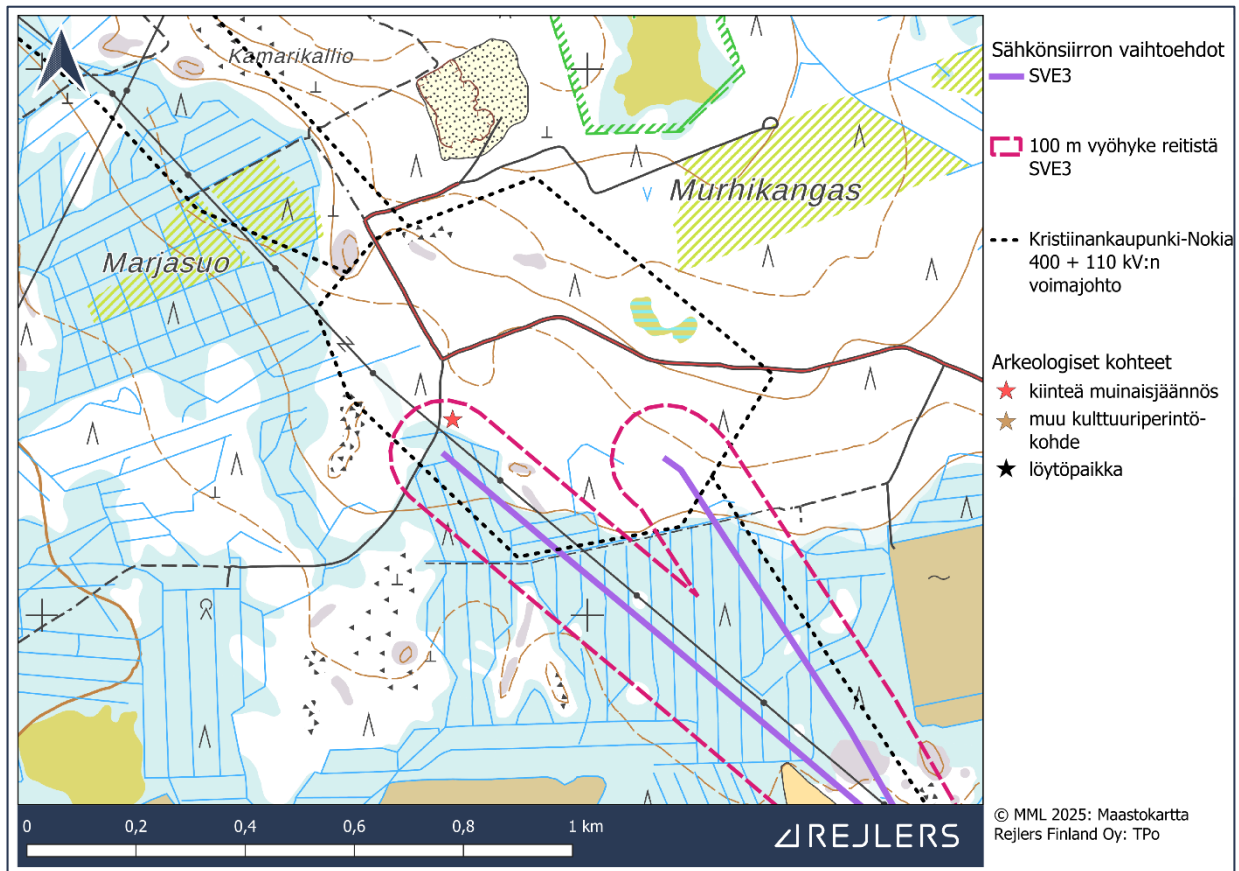 Kamarikallio
Murhikangas
Marjasuo
Sähkönsiirron vaihtoehdot
SVE3
100 m vyöhyke reitistä
SVE3
Kristiinankaupunki-Nokia
400 + 110 kV:n
voimajohto
Arkeologiset kohteet
kiinteä muinaisjäännös
muu kulttuuriperintö-
kohde
löytöpaikka
0 0,2 0,4 0,6 0,8 1 km
REJLERS
© MML 2025: Maastokartta
Rejlers Finland Oy: TPo